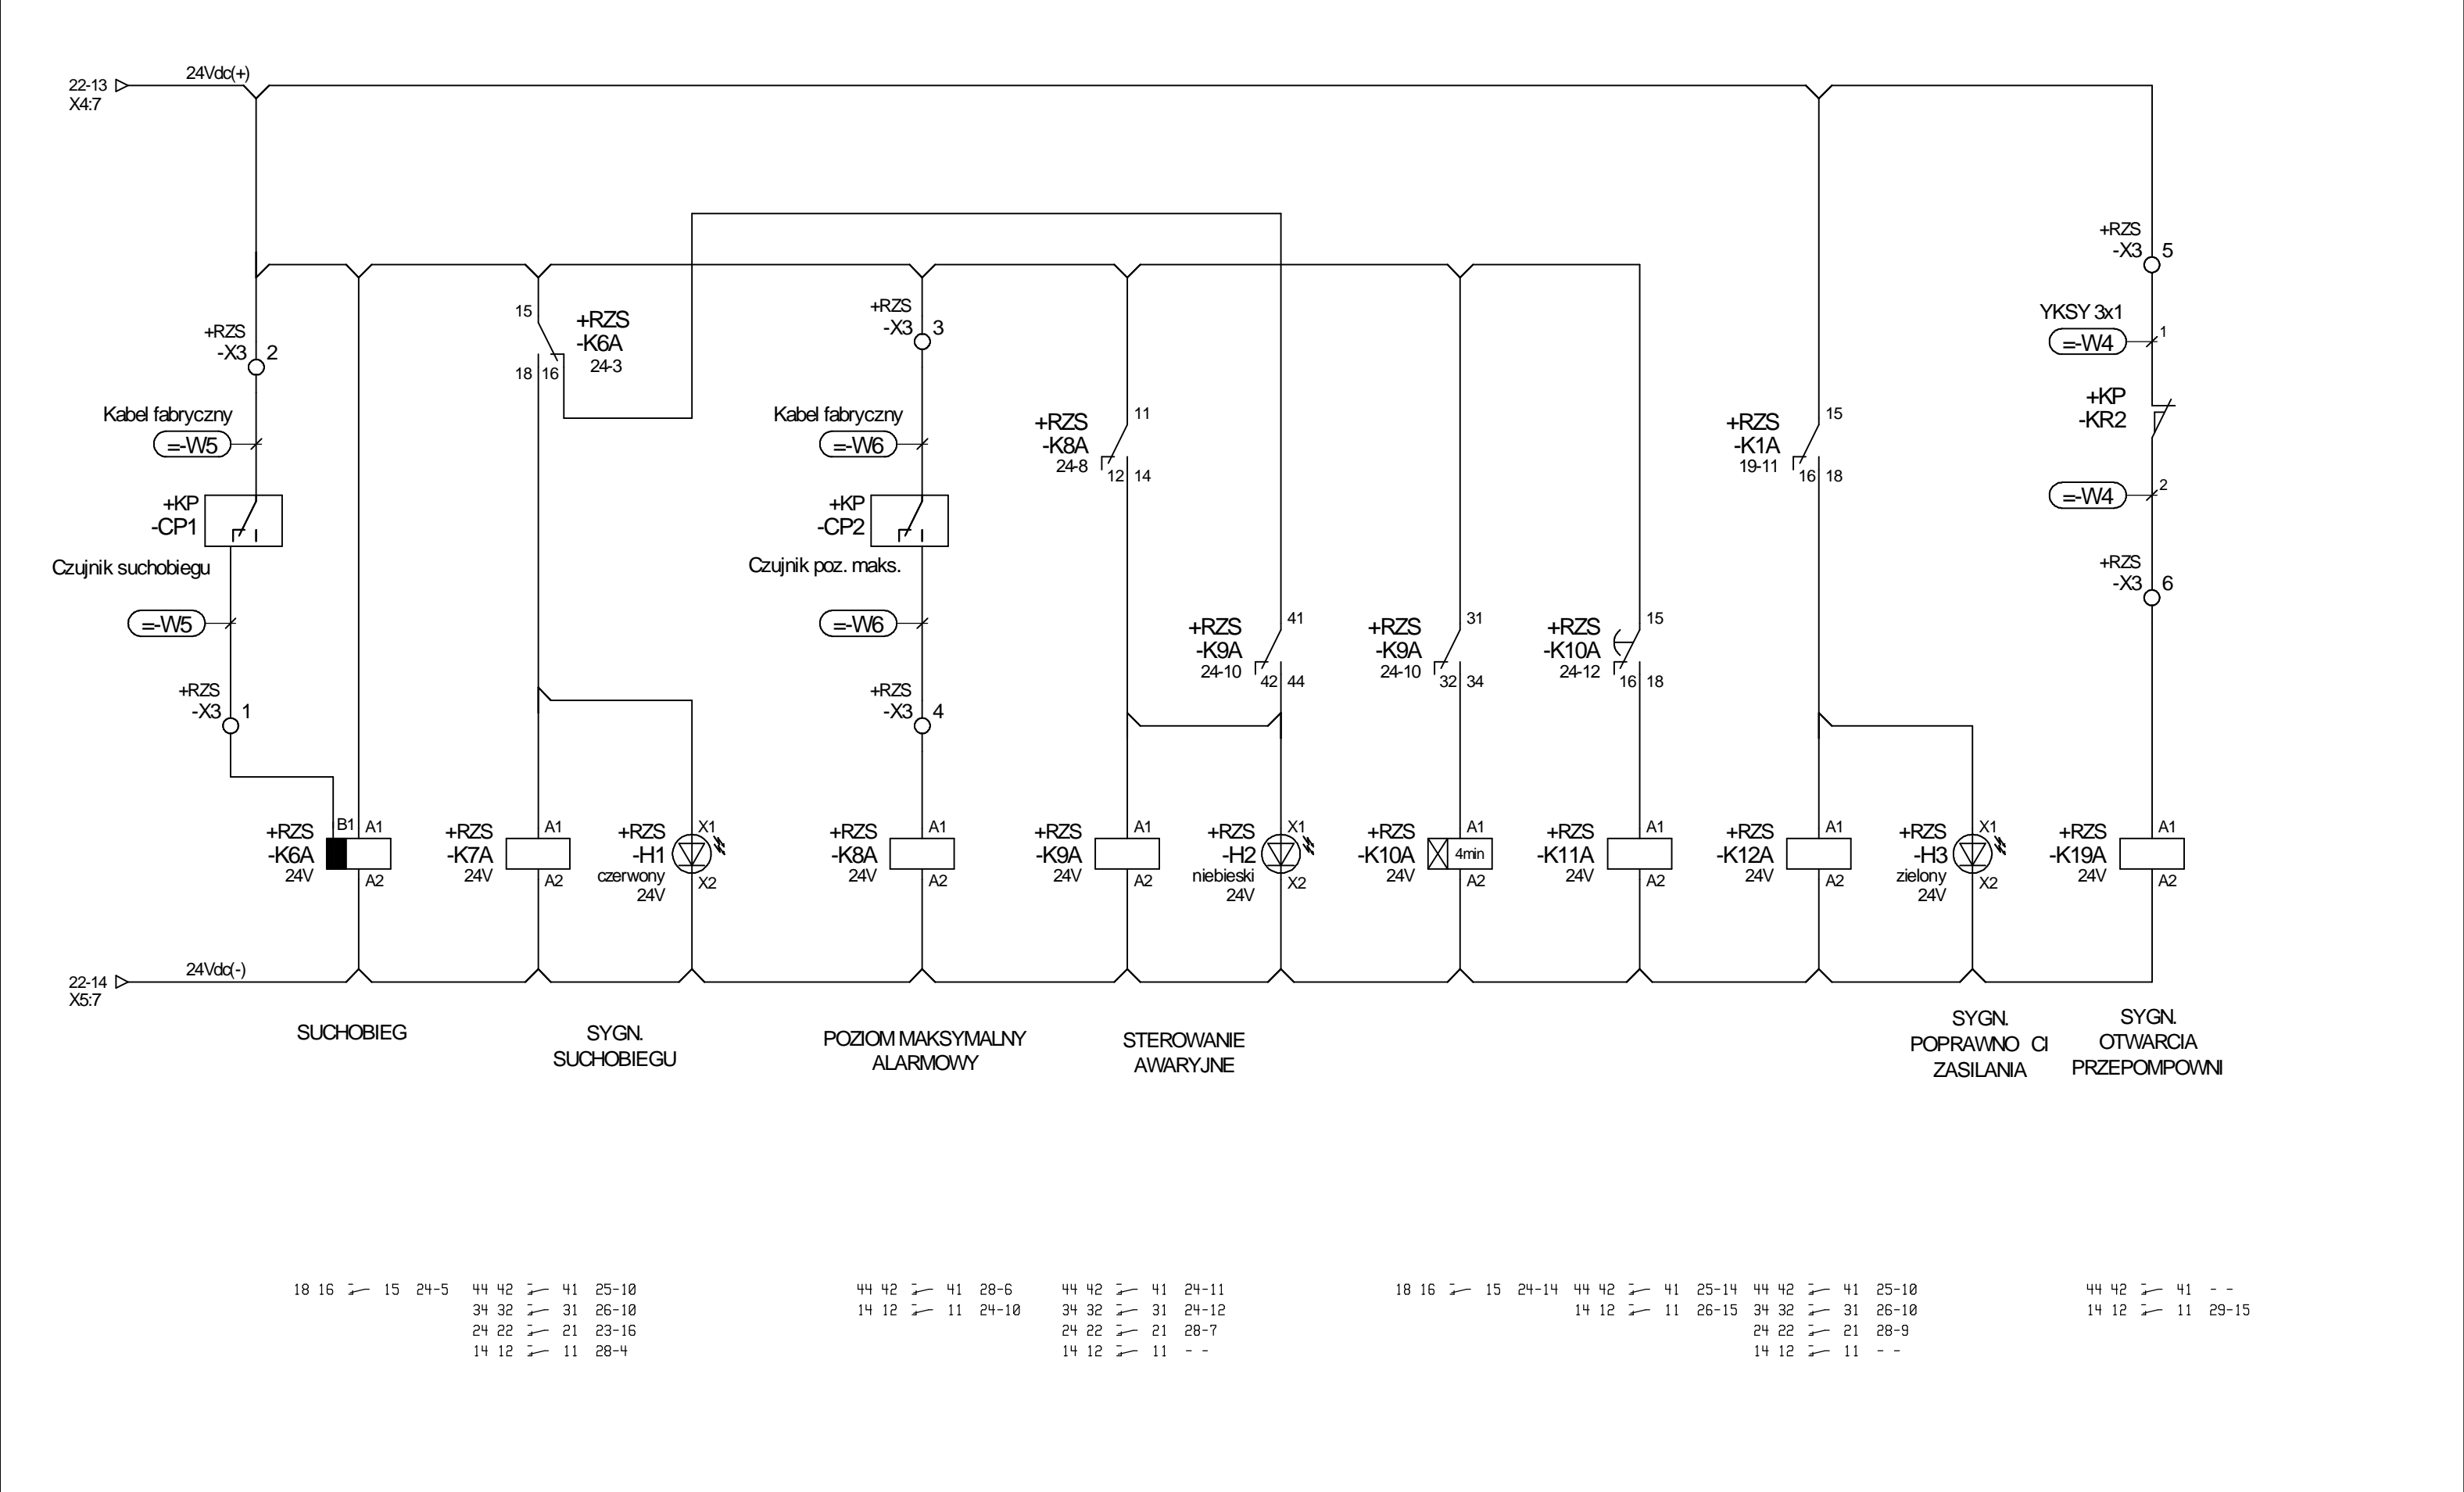 24Vdc(+)
22-13
X4:7
+RZS
-X3 5
YKSY 3x1
=-W4 1
+KP
-KR2
=-W4 2
+RZS
-X3 6
+RZS
-X3 2
Kabel fabryczny
=-W5
+KP
-CP1
Czujnik suchobiegu
=-W5
+RZS
-X3 1
15
+RZS
-K6A
24-3
18 16
+RZS
-X3 3
Kabel fabryczny
=-W6
+KP
-CP2
Czujnik poz. maks.
=-W6
+RZS
-X3 4
11
+RZS
-K8A
24-8
12 14
41
+RZS
-K9A
24-10
42 44
31
+RZS
-K9A
24-10
32 34
15
+RZS
-K10A
24-12
16 18
15
+RZS
-K1A
19-11
16 18
B1 A1
+RZS
-K6A
24V
A2
A1
+RZS
-K7A
24V
A2
X1
+RZS
-H1
czerwony
24V
X2
A1
+RZS
-K8A
24V
A2
A1
+RZS
-K9A
24V
A2
X1
+RZS
-H2
niebieski
24V
X2
A1
+RZS
-K10A
24V
4min
A2
A1
+RZS
-K11A
24V
A2
A1
+RZS
-K12A
24V
A2
X1
+RZS
-H3
zielony
24V
X2
A1
+RZS
-K19A
24V
A2
24Vdc(-)
22-14
X5:7
SUCHOBIEG
SYGN.
SUCHOBIEGU
POZIOM MAKSYMALNY
ALARMOWY
STEROWANIE
AWARYJNE
SYGN.
POPRAWNO CI
ZASILANIA
SYGN.
OTWARCIA
PRZEPOMPOWNI
18 16 15 24-5
44 42 41 25-10
34 32 31 26-10
24 22 21 23-16
14 12 11 28-4
44 42 41 28-6
14 12 11 24-10
44 42 41 24-11
34 32 31 24-12
24 22 21 28-7
14 12 11 - -
18 16 15 24-14
44 42 41 25-14
14 12 11 26-15
44 42 41 25-10
34 32 31 26-10
24 22 21 28-9
14 12 11 - -
44 42 41 - -
14 12 11 29-15